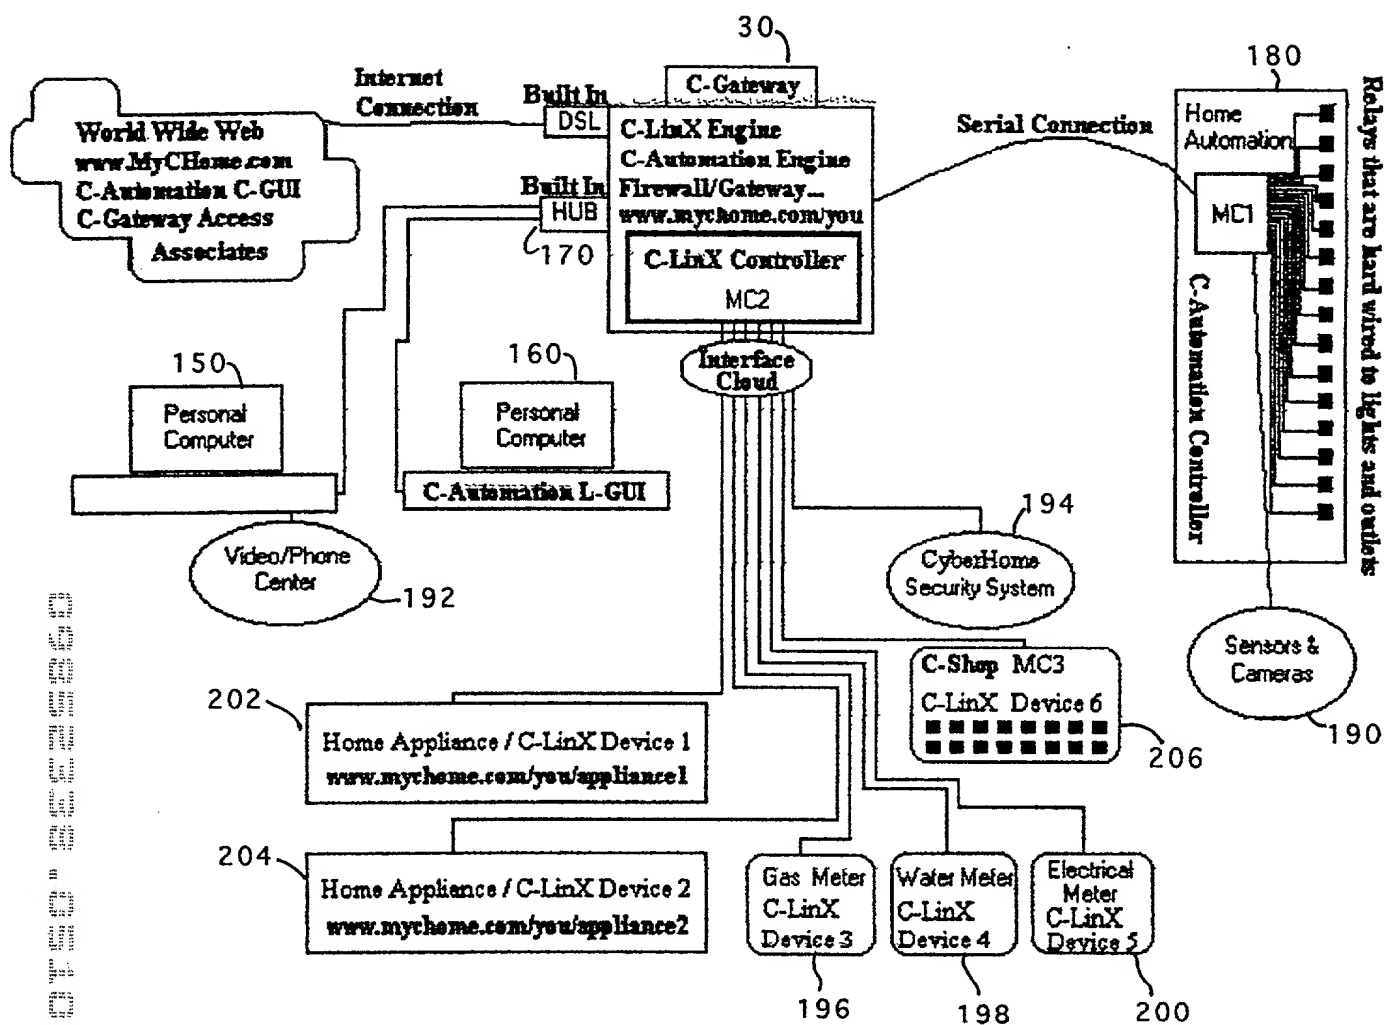 30
C-Gateway
Internet
Connection
Built In
DSL
World Wide Web
www.MyCHome.com
C-Automation C-GUI
C-Gateway Access
Associates
C-LinX Engine
C-Automation Engine
Firewall/Gateway...
www.mychome.com/you
Built In
HUB
170
C-LinX Controller
MC2
Interface
Cloud
Serial Connection
180
Home
Automation
MC1
C-Automation Controller
Relays that are hard wired to lights and outlets
150
Personal
Computer
160
Personal
Computer
C-Automation L-GUI
Video/Phone
Center
192
194
CyberHome
Security System
Sensors &
Cameras
190
C-Shop MC3
C-LinX Device 6
206
202
Home Appliance / C-LinX Device 1
www.mychome.com/you/appliance1
204
Home Appliance / C-LinX Device 2
www.mychome.com/you/appliance2
Gas Meter
C-LinX
Device 3
196
Water Meter
C-LinX
Device 4
198
Electrical
Meter
C-LinX
Device 5
200